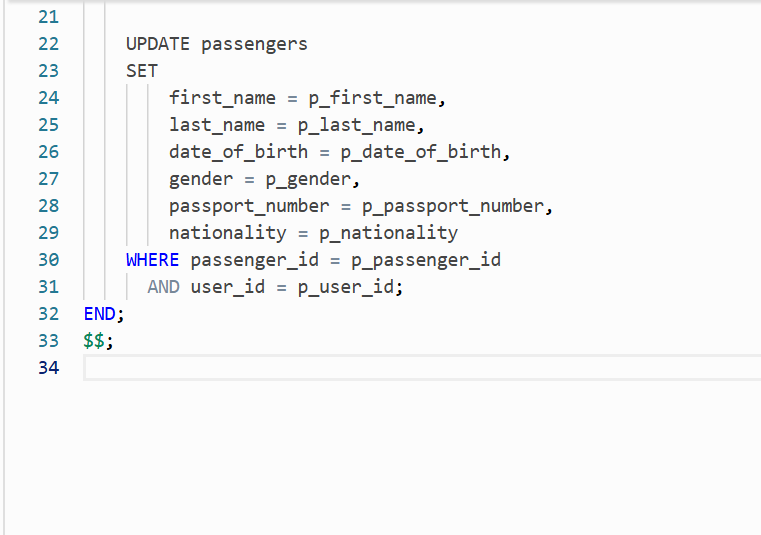 21
22 UPDATE passengers
23 SET
24 first_name = p_first_name,
25 last_name = p_last_name,
26 date_of_birth = p_date_of_birth,
27 gender = p_gender,
28 passport_number = p_passport_number,
29 nationality = p_nationality
30 WHERE passenger_id = p_passenger_id
31 AND user_id = p_user_id;
32 END;
33 $$;
34